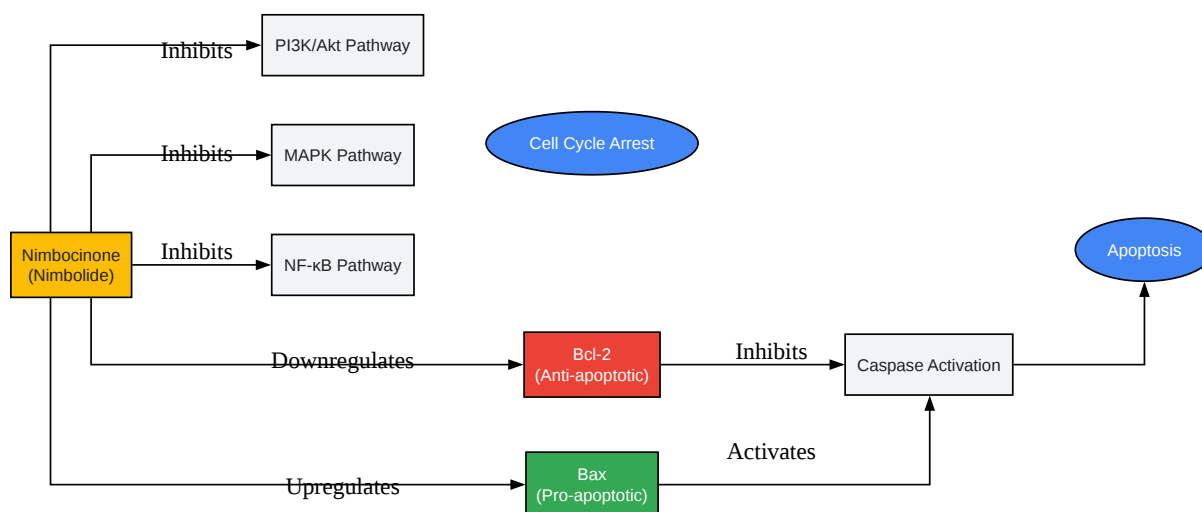 Inhibits
PI3K/Akt Pathway
Inhibits
MAPK Pathway
Cell Cycle Arrest
Nimbocinone
(Nimbolide)
Inhibits
NF-κB Pathway
Apoptosis
Downregulates
Bcl-2
(Anti-apoptotic)
Inhibits
Caspase Activation
Upregulates
Bax
(Pro-apoptotic)
Activates